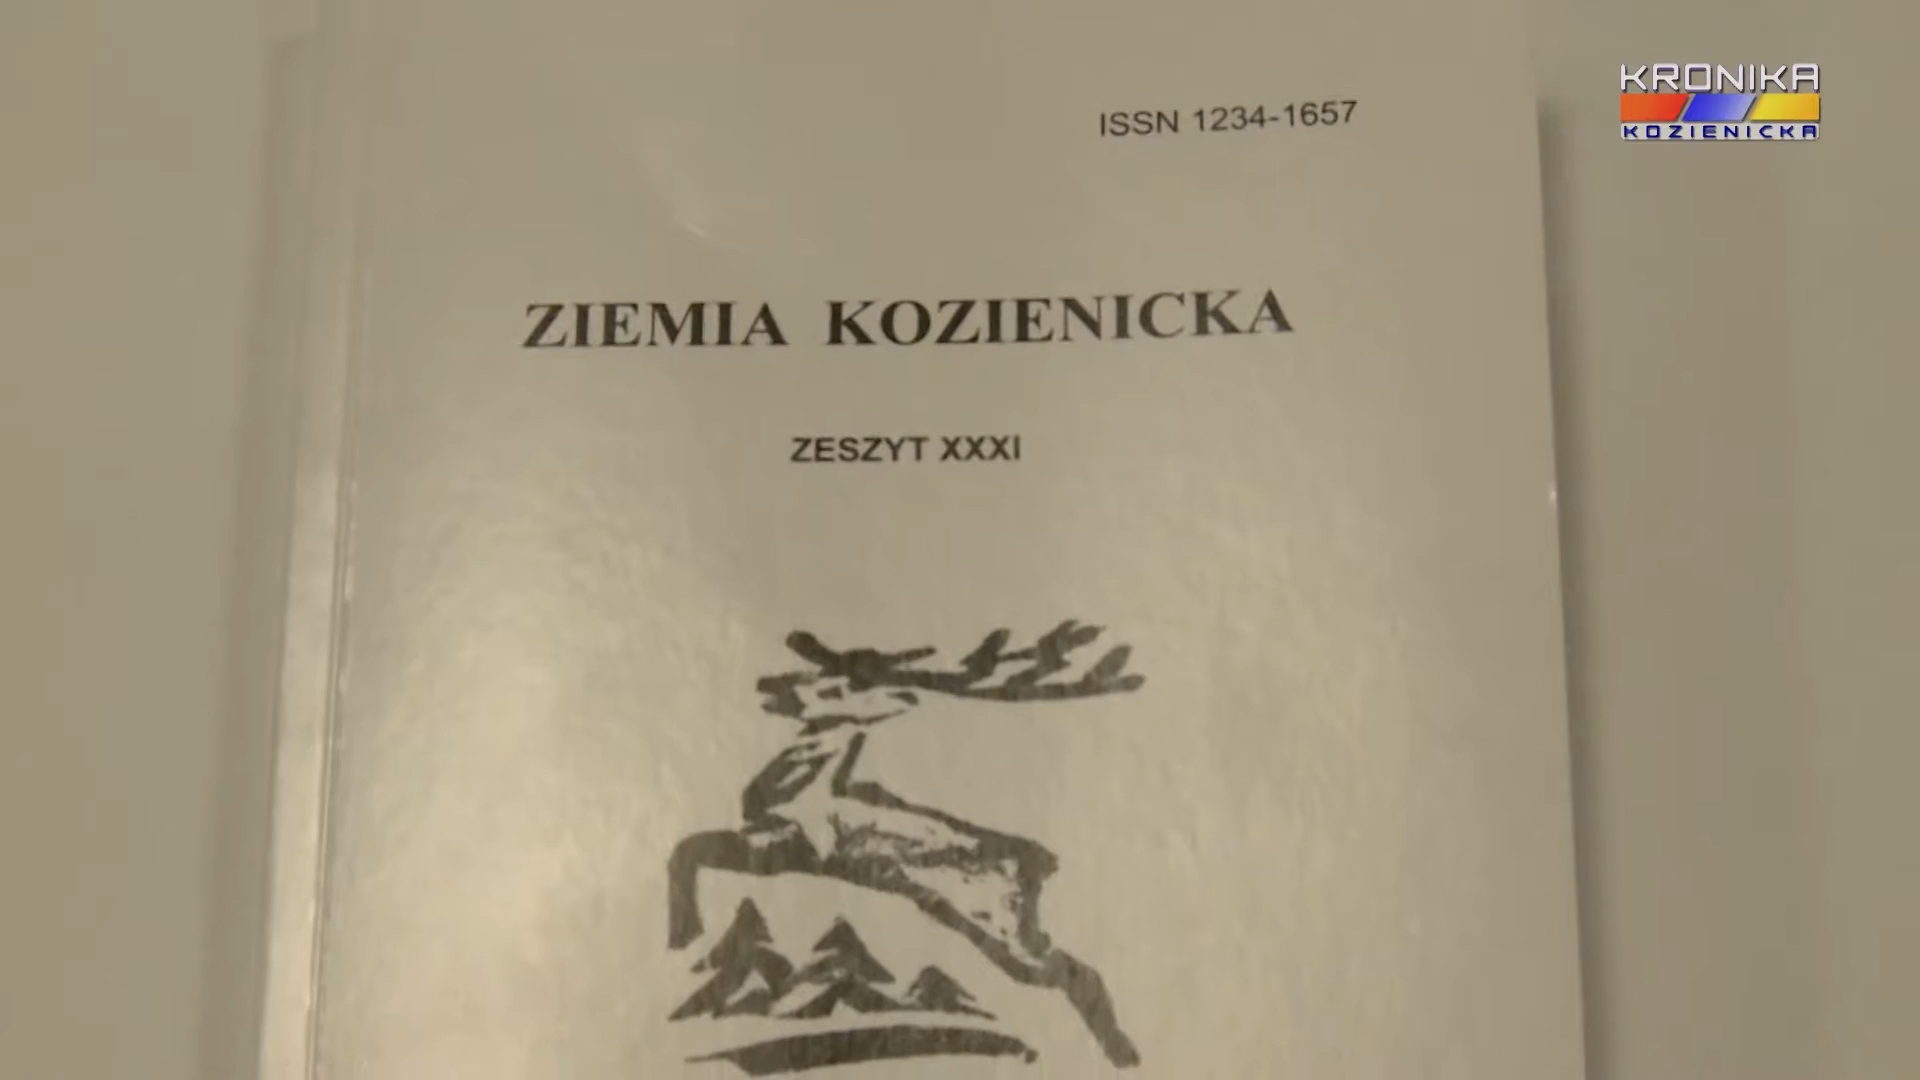 KRONIKA
KOZIENICKA
ISSN 1234-1657
ZIEMIA KOZIENICKA
ZESZYT XXXI